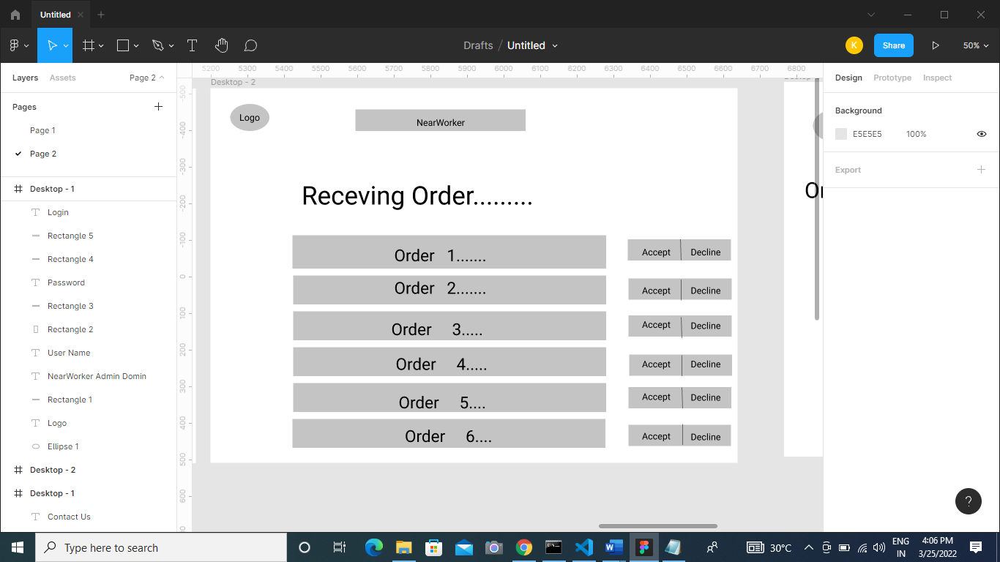 Untitled
Drafts / Untitled
K
Share
50%
Layers Assets Page 2
Pages
Page 1
Page 2
Desktop - 1
Login
Rectangle 5
Rectangle 4
Password
Rectangle 3
Rectangle 2
User Name
NearWorker Admin Domin
Rectangle 1
Logo
Ellipse 1
Desktop - 2
Desktop - 1
Contact Us
5200 5300 5400 5500 5600 5700 5800 5900 6000 6100 6200 6300 6400 6500 6600 6700 6800
-500
-400
-300
-200
-100
0
100
200
300
400
500
600
Desktop - 2
Logo
NearWorker
Receving Order.........
Order 1.......
Accept Decline
Order 2.......
Accept Decline
Order 3.....
Accept Decline
Order 4.....
Accept Decline
Order 5....
Accept Decline
Order 6....
Accept Decline
Design Prototype Inspect
Background
E5E5E5 100%
Export
?
Type here to search
30°C
ENG
IN
4:06 PM
3/25/2022